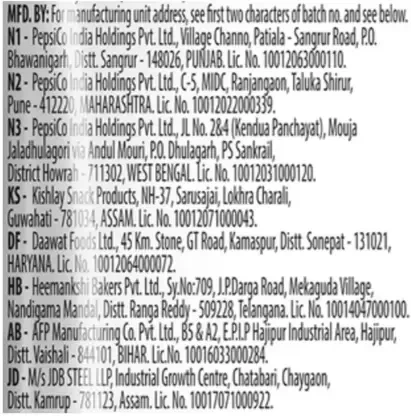 MFD. BY: For manufacturing unit address, see first two characters of batch no. and see below.
N1 - PepsiCo India Holdings Pvt. Ltd., Village Channo, Patiala - Sangrur Road, P.O.
Bhawanigarh, Distt. Sangrur - 148026, PUNJAB. Lic. No. 10012063000110.
N2 - PepsiCo India Holdings Pvt. Ltd., C-5, MIDC, Ranjangaon, Taluka Shirur,
Pune - 412220, MAHARASHTRA. Lic. No. 10012022000339.
N3 - PepsiCo India Holdings Pvt. Ltd., JL No. 2&4 (Kendua Panchayat), Mouja
Jaladhulagori via Andul Mouri, P.O. Dhulagarh, PS Sankrail,
District Howrah - 711302, WEST BENGAL. Lic. No. 10012031000120.
KS - Kishlay Snack Products, NH-37, Sarusajai, Lokhra Charali,
Guwahati - 781034, ASSAM. Lic. No. 10012071000043.
DF - Daawat Foods Ltd., 45 Km. Stone, GT Road, Kamaspur, Distt. Sonepat - 131021,
HARYANA. Lic. No. 10012064000072.
HB - Heemankshi Bakers Pvt. Ltd., Sy.No:709, J.P.Darga Road, Mekaguda Village,
Nandigama Mandal, Distt. Ranga Reddy - 509228, Telangana. Lic. No. 10014047000100.
AB - AFP Manufacturing Co. Pvt. Ltd., B5 & A2, E.P.I.P Hajipur Industrial Area, Hajipur,
Distt. Vaishali - 844101, BIHAR. Lic.No. 10016033000284.
JD - M/s JDB STEEL LLP, Industrial Growth Centre, Chatabari, Chaygaon,
Distt. Kamrup - 781123, Assam. Lic.No. 10017071000922.